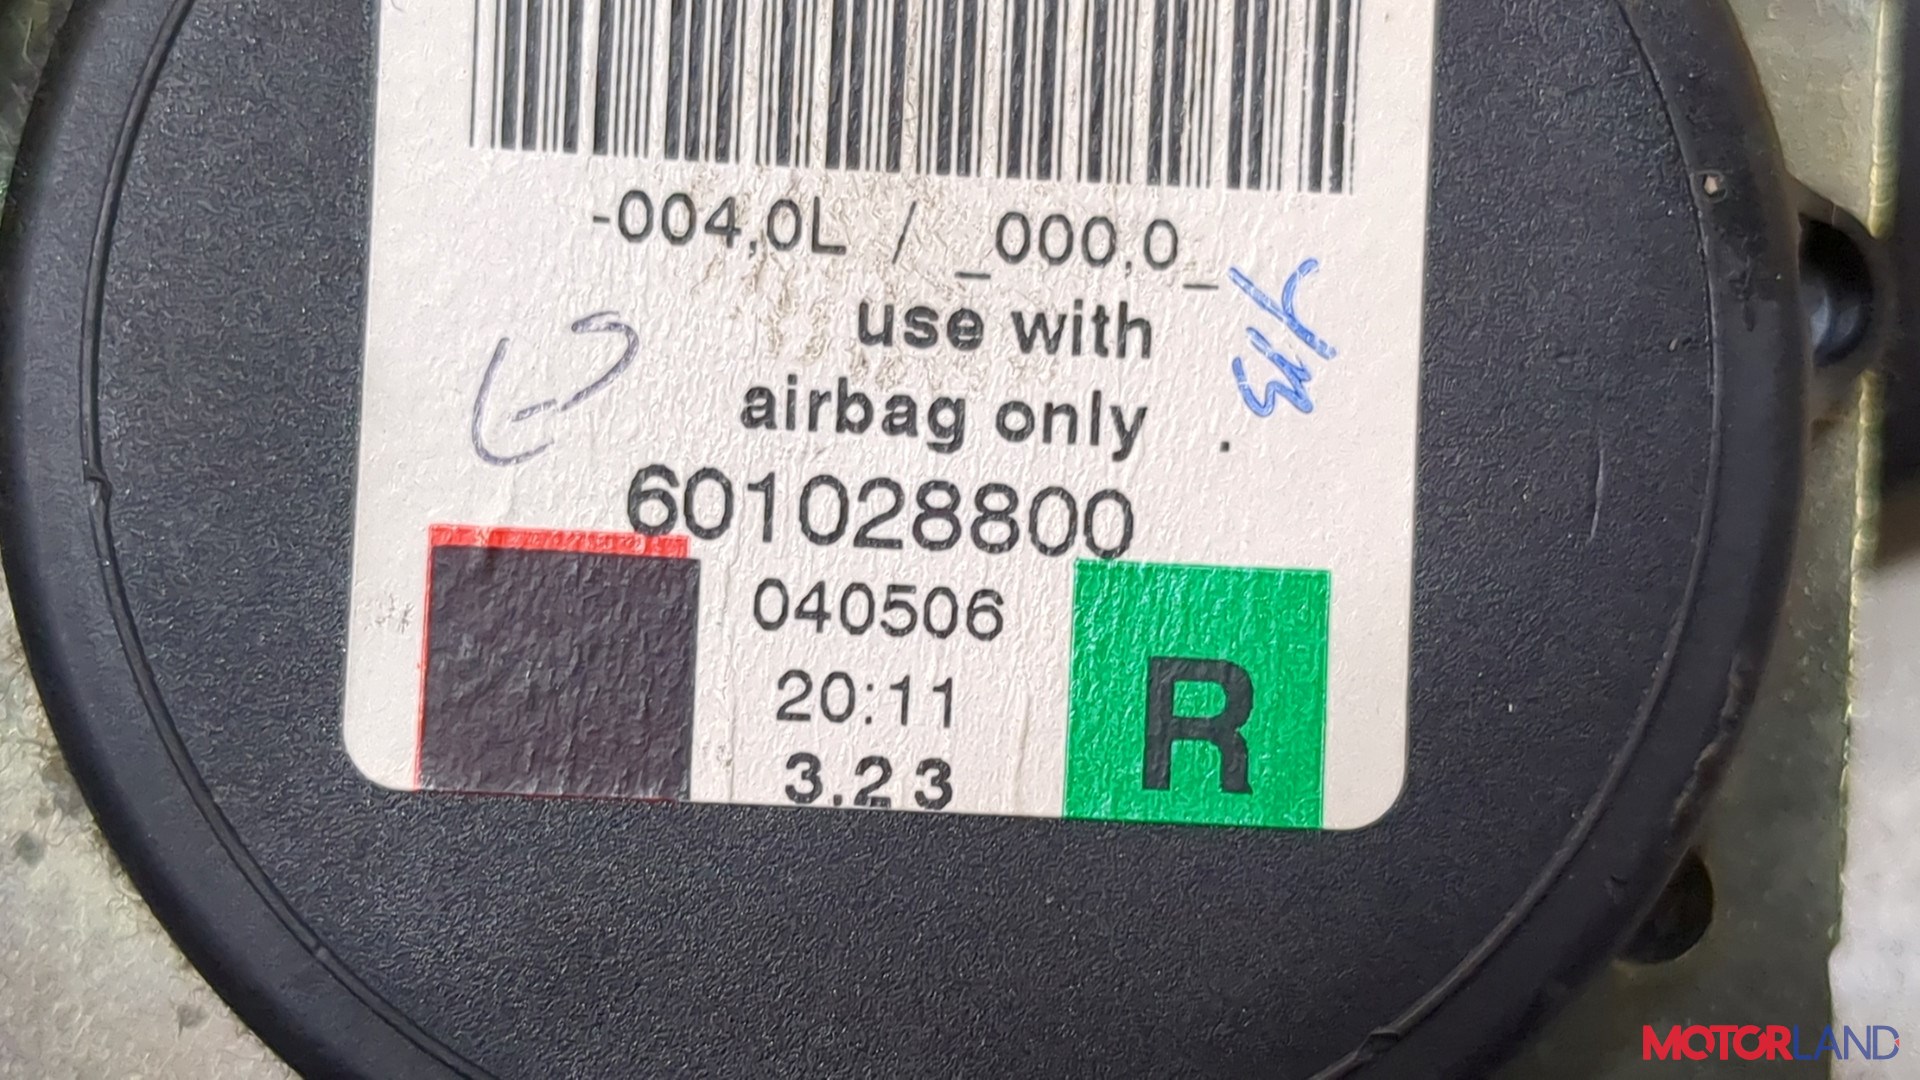 -004,0L / _000,0_
use with
airbag only .
601028800
040506
20:11
3.23
R
MOTORLAND